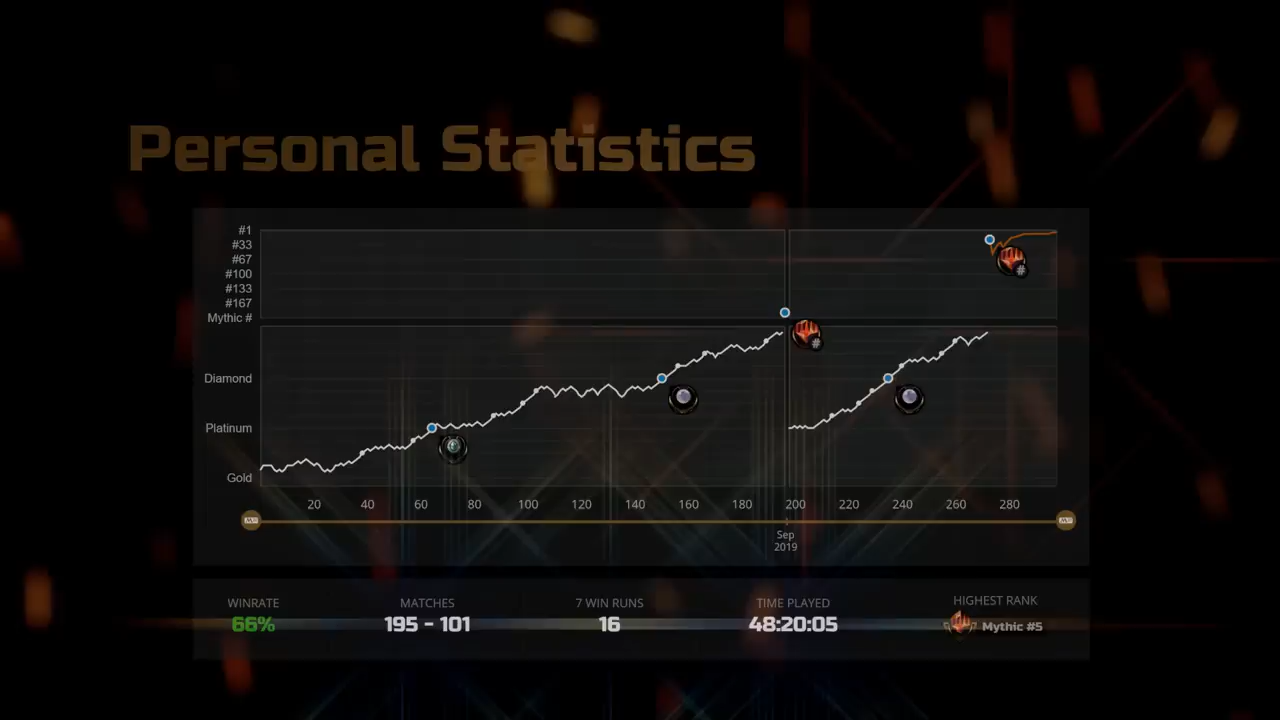 Personal Statistics
#1
#33
#67
#100
#133
#167
Mythic #
Diamond
Platinum
Gold
20 40 60 80 100 120 140 160 180 200 220 240 260 280
Sep
2019
WINRATE MATCHES 7 WIN RUNS TIME PLAYED HIGHEST RANK
66% 195 - 101 16 48:20:05 Mythic #5